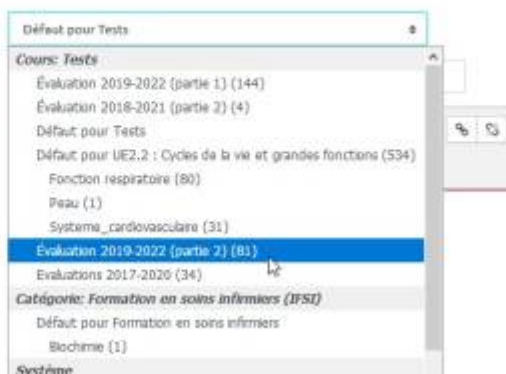 Défaut pour Tests
Cours: Tests
Évaluation 2019-2022 (partie 1) (144)
Évaluation 2018-2021 (partie 2) (4)
Défaut pour Tests
Défaut pour UE2.2 : Cycles de la vie et grandes fonctions (534)
Fonction respiratoire (80)
Peau (1)
Systeme_cardiovasculaire (31)
Évaluation 2019-2022 (partie 2) (81)
Evaluations 2017-2020 (34)
Catégorie: Formation en soins infirmiers (IFSI)
Défaut pour Formation en soins infirmiers
Biochimie (1)
Système